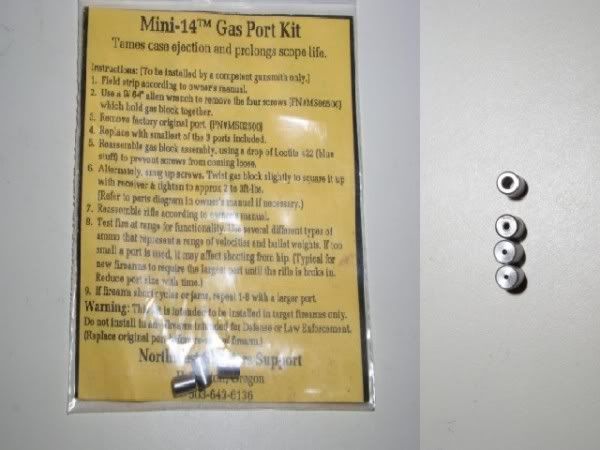 Mini-14™ Gas Port Kit
Tames case ejection and prolongs scope life.
Instructions: [To be installed by a competent gunsmith only.]
1. Field strip according to owner's manual.
2. Use a 64" allen wrench to remove the four screws
which hold gas block together.
3. Remove factory original port.
4. Replace with smallest of the 3 ports included.
5. Reassemble gas block assembly, using a drop of Loctite 422 (blue
stuff) to prevent screws from coming loose.
6. Alternately, snug up screws. Twist gas block slightly to square it up
with receiver & tighten to approx 2 to 3ft-lbs.
[Refer to parts diagram in owner's manual if necessary.]
7. Reassemble rifle according to owner's manual.
8. Test fire at range for functionality. Use several different types of
ammo that represent a range of velocities and bullet weights. If too
small a port is used, it may affect shooting from hip. (Typical for
new firearms to require the largest port until the rifle is broke in.
Reduce port size with time.)
9. If firearm short cycles or jams, repeat 1-8 with a larger port.
Warning: This is intended to be installed in target firearms only.
Do not install in intended for Defense or Law Enforcement.
(Replace original port of firearm.)
Support
Oregon
503-643-6136